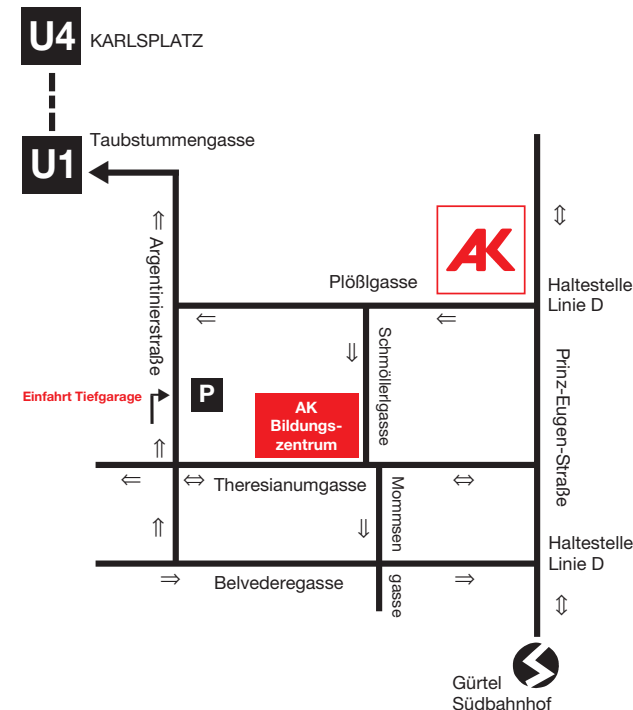 U4 KARLSPLATZ
Taubstummengasse
U1
Argentinierstraße
AK
Plößlgasse
Haltestelle
Linie D
Schmöllerlgasse
Prinz-Eugen-Straße
Einfahrt Tiefgarage
P
AK
Bildungs-
zentrum
Theresianumgasse
Mommsen
gasse
Haltestelle
Linie D
Belvederegasse
Gürtel
Südbahnhof